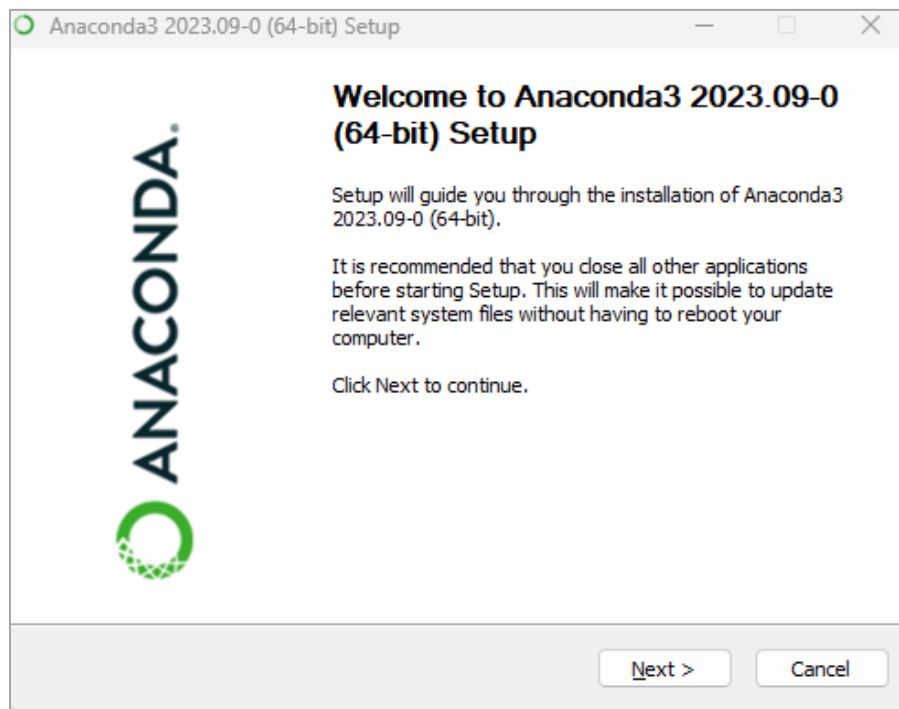 Anaconda3 2023.09-0 (64-bit) Setup
ANACONDA.
Welcome to Anaconda3 2023.09-0
(64-bit) Setup
Setup will guide you through the installation of Anaconda3
2023.09-0 (64-bit).
It is recommended that you close all other applications
before starting Setup. This will make it possible to update
relevant system files without having to reboot your
computer.
Click Next to continue.
Next >
Cancel